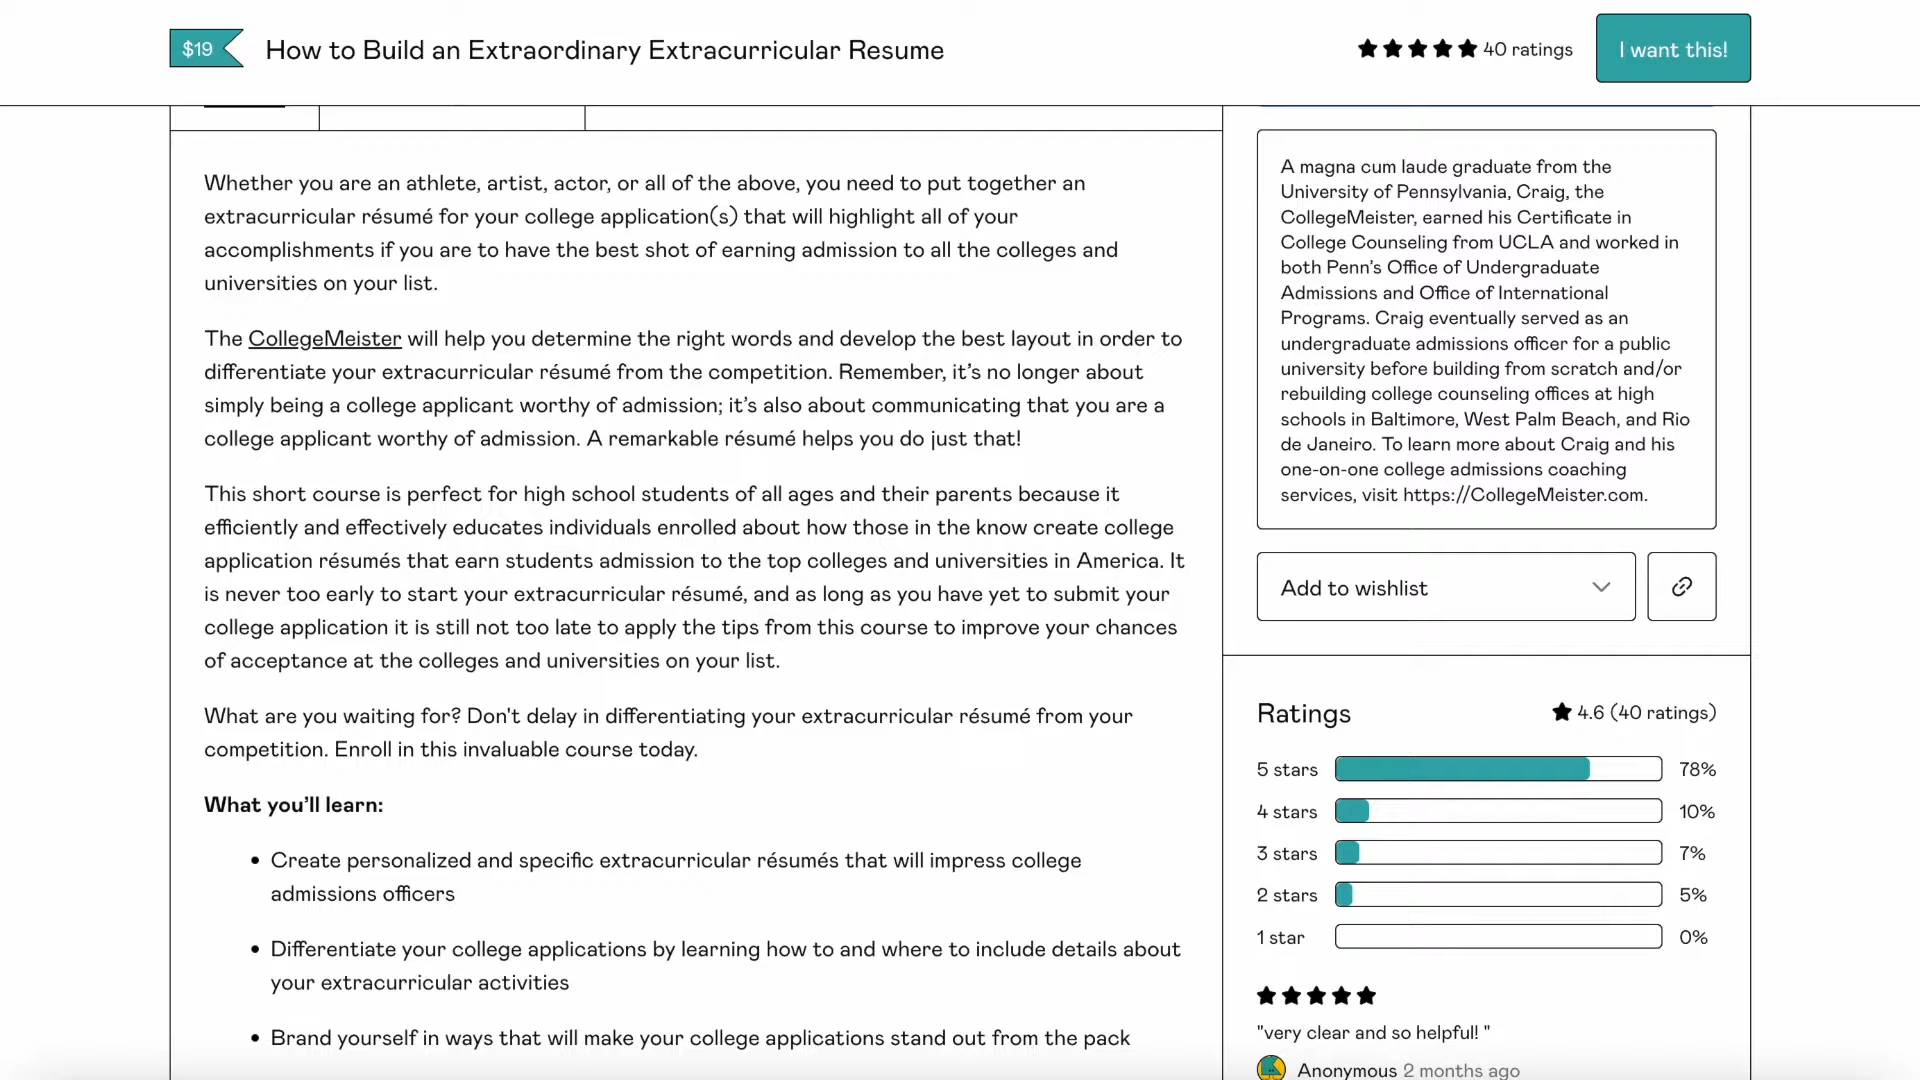 $19
How to Build an Extraordinary Extracurricular Resume
40 ratings
I want this!
Whether you are an athlete, artist, actor, or all of the above, you need to put together an
extracurricular résumé for your college application(s) that will highlight all of your
accomplishments if you are to have the best shot of earning admission to all the colleges and
universities on your list.
The CollegeMeister will help you determine the right words and develop the best layout in order to
differentiate your extracurricular résumé from the competition. Remember, it’s no longer about
simply being a college applicant worthy of admission; it’s also about communicating that you are a
college applicant worthy of admission. A remarkable résumé helps you do just that!
This short course is perfect for high school students of all ages and their parents because it
efficiently and effectively educates individuals enrolled about how those in the know create college
application résumés that earn students admission to the top colleges and universities in America. It
is never too early to start your extracurricular résumé, and as long as you have yet to submit your
college application it is still not too late to apply the tips from this course to improve your chances
of acceptance at the colleges and universities on your list.
What are you waiting for? Don't delay in differentiating your extracurricular résumé from your
competition. Enroll in this invaluable course today.
What you’ll learn:
• Create personalized and specific extracurricular résumés that will impress college
admissions officers
• Differentiate your college applications by learning how to and where to include details about
your extracurricular activities
• Brand yourself in ways that will make your college applications stand out from the pack
A magna cum laude graduate from the
University of Pennsylvania, Craig, the
CollegeMeister, earned his Certificate in
College Counseling from UCLA and worked in
both Penn’s Office of Undergraduate
Admissions and Office of International
Programs. Craig eventually served as an
undergraduate admissions officer for a public
university before building from scratch and/or
rebuilding college counseling offices at high
schools in Baltimore, West Palm Beach, and Rio
de Janeiro. To learn more about Craig and his
one-on-one college admissions coaching
services, visit https://CollegeMeister.com.
Add to wishlist
Ratings
4.6 (40 ratings)
5 stars 78%
4 stars 10%
3 stars 7%
2 stars 5%
1 star 0%
"very clear and so helpful! "
Anonymous 2 months ago